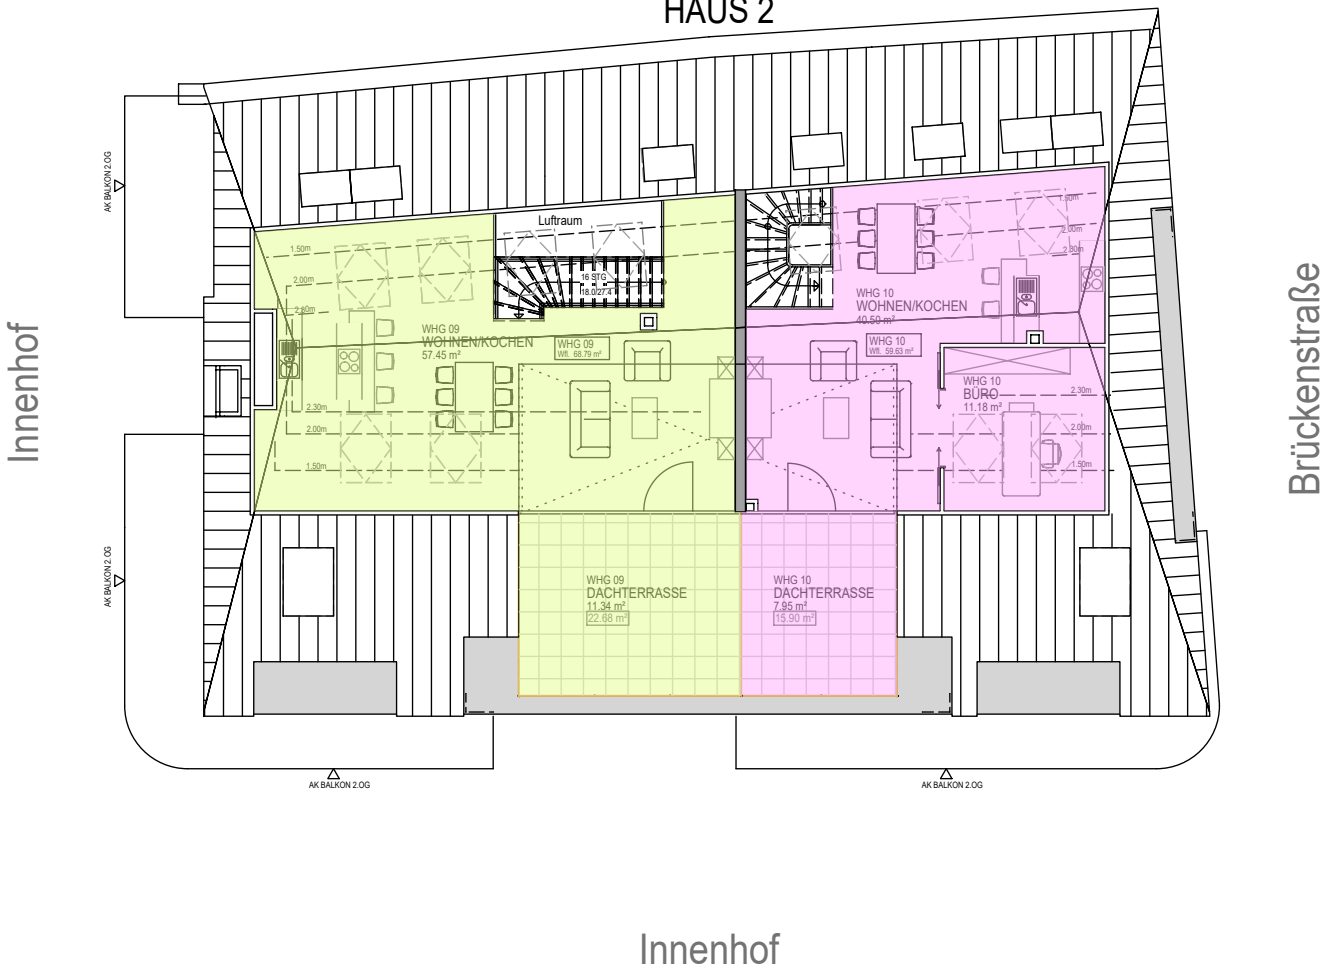 HAUS 2
AK BALKON 2.OG
Luftraum
1.50m
2.00m
2.30m
1.50m
2.00m
2.30m
16 STG
18.0/27.4
WHG 09
WOHNEN/KOCHEN
57.45 m²
WHG 09
Wfl. 68.79 m²
WHG 10
WOHNEN/KOCHEN
40.50 m²
WHG 10
Wfl. 59.63 m²
WHG 10
BÜRO
11.18 m²
2.30m
2.00m
1.50m
2.30m
2.00m
1.50m
Innenhof
Brückenstraße
AK BALKON 2.OG
WHG 09
DACHTERRASSE
11.34 m²
22.68 m²
WHG 10
DACHTERRASSE
7.95 m²
15.90 m²
AK BALKON 2.OG
AK BALKON 2.OG
Innenhof